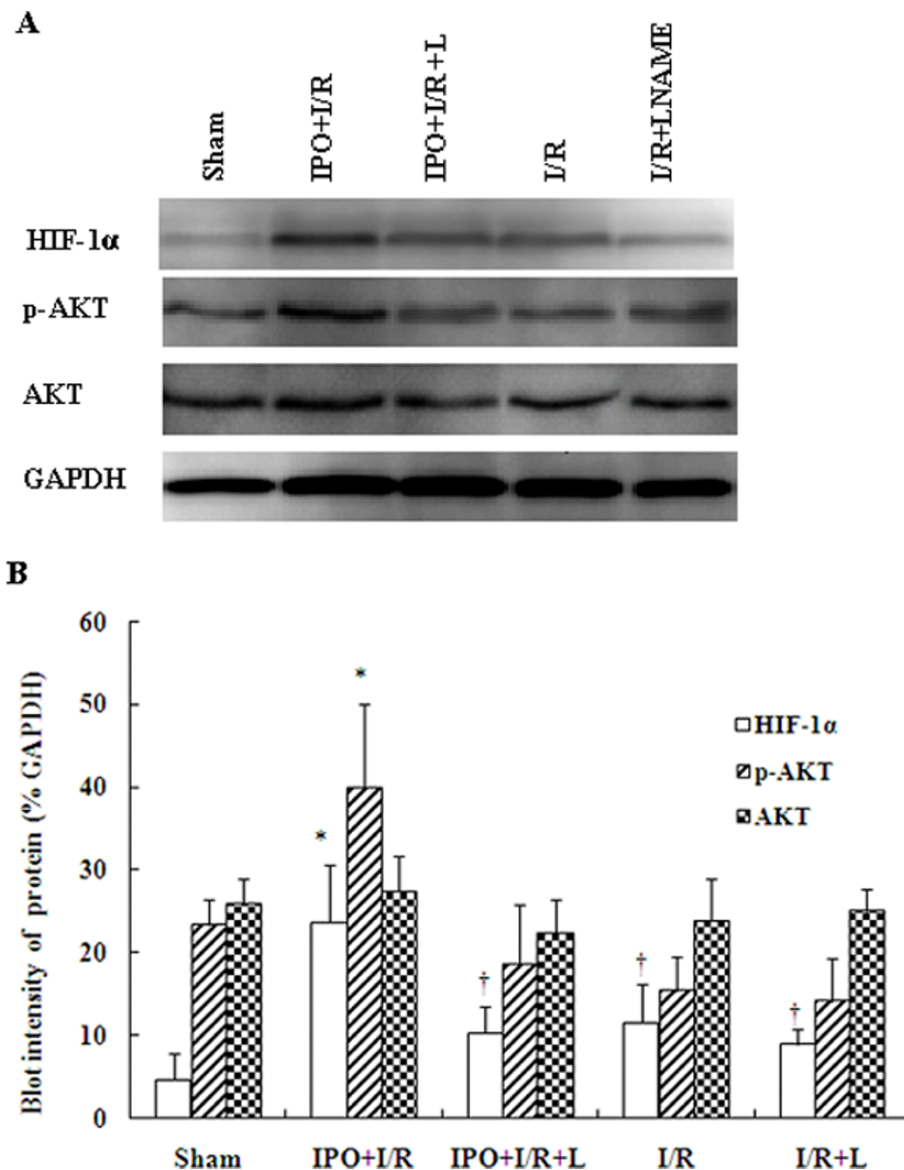 A
Sham
IPO+I/R
IPO+I/R+L
I/R
I/R+LNAME
HIF-1α
p-AKT
AKT
GAPDH
B
Blot intensity of protein (% GAPDH)
60
50
40
30
20
10
0
*
*
†
†
†
HIF-1α
p-AKT
AKT
Sham
IPO+I/R
IPO+I/R+L
I/R
I/R+L